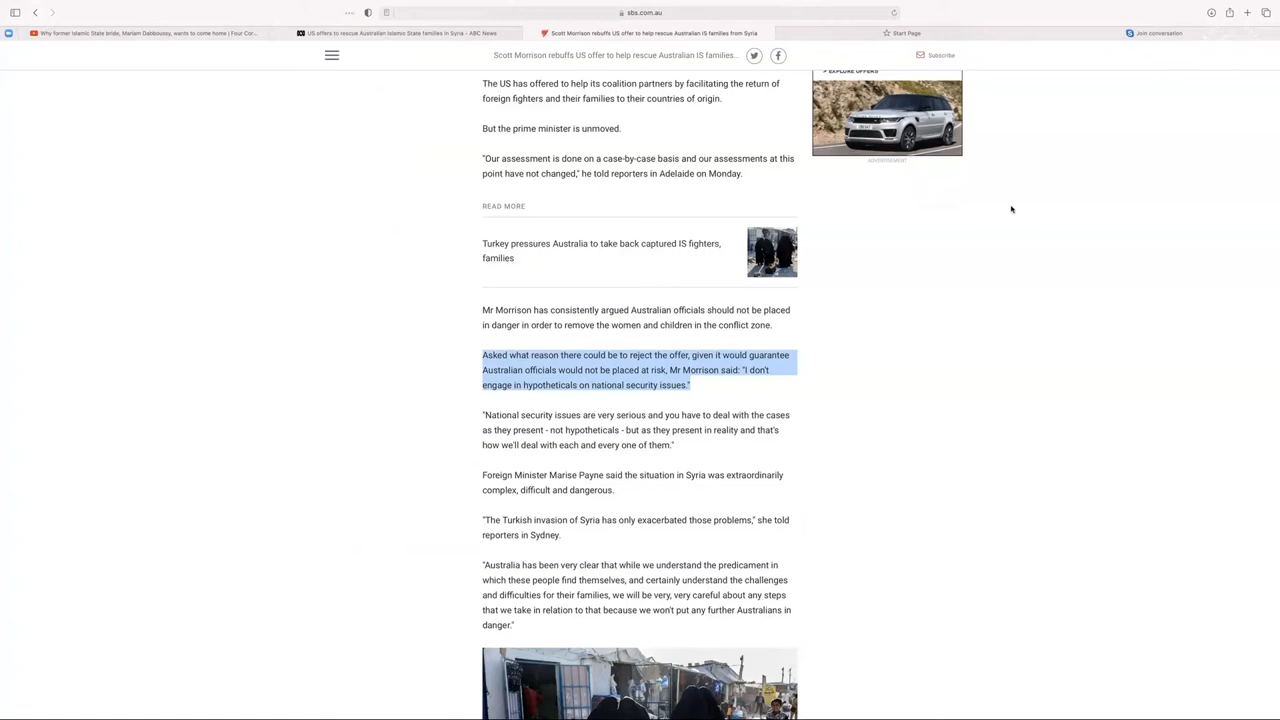 sbs.com.au
Why former Islamic State bride, Mariam Dabboussy, wants to come home | Four Cor...
US offers to rescue Australian Islamic State families in Syria - ABC News
Scott Morrison rebuffs US offer to help rescue Australian IS families from Syria
Start Page
Join conversation
Scott Morrison rebuffs US offer to help rescue Australian IS families...
Subscribe
> EXPLORE OFFERS
ADVERTISEMENT
The US has offered to help its coalition partners by facilitating the return of
foreign fighters and their families to their countries of origin.
But the prime minister is unmoved.
"Our assessment is done on a case-by-case basis and our assessments at this
point have not changed," he told reporters in Adelaide on Monday.
READ MORE
Turkey pressures Australia to take back captured IS fighters,
families
Mr Morrison has consistently argued Australian officials should not be placed
in danger in order to remove the women and children in the conflict zone.
Asked what reason there could be to reject the offer, given it would guarantee
Australian officials would not be placed at risk, Mr Morrison said: "I don't
engage in hypotheticals on national security issues."
"National security issues are very serious and you have to deal with the cases
as they present - not hypotheticals - but as they present in reality and that's
how we'll deal with each and every one of them."
Foreign Minister Marise Payne said the situation in Syria was extraordinarily
complex, difficult and dangerous.
"The Turkish invasion of Syria has only exacerbated those problems," she told
reporters in Sydney.
"Australia has been very clear that while we understand the predicament in
which these people find themselves, and certainly understand the challenges
and difficulties for their families, we will be very, very careful about any steps
that we take in relation to that because we won't put any further Australians in
danger."